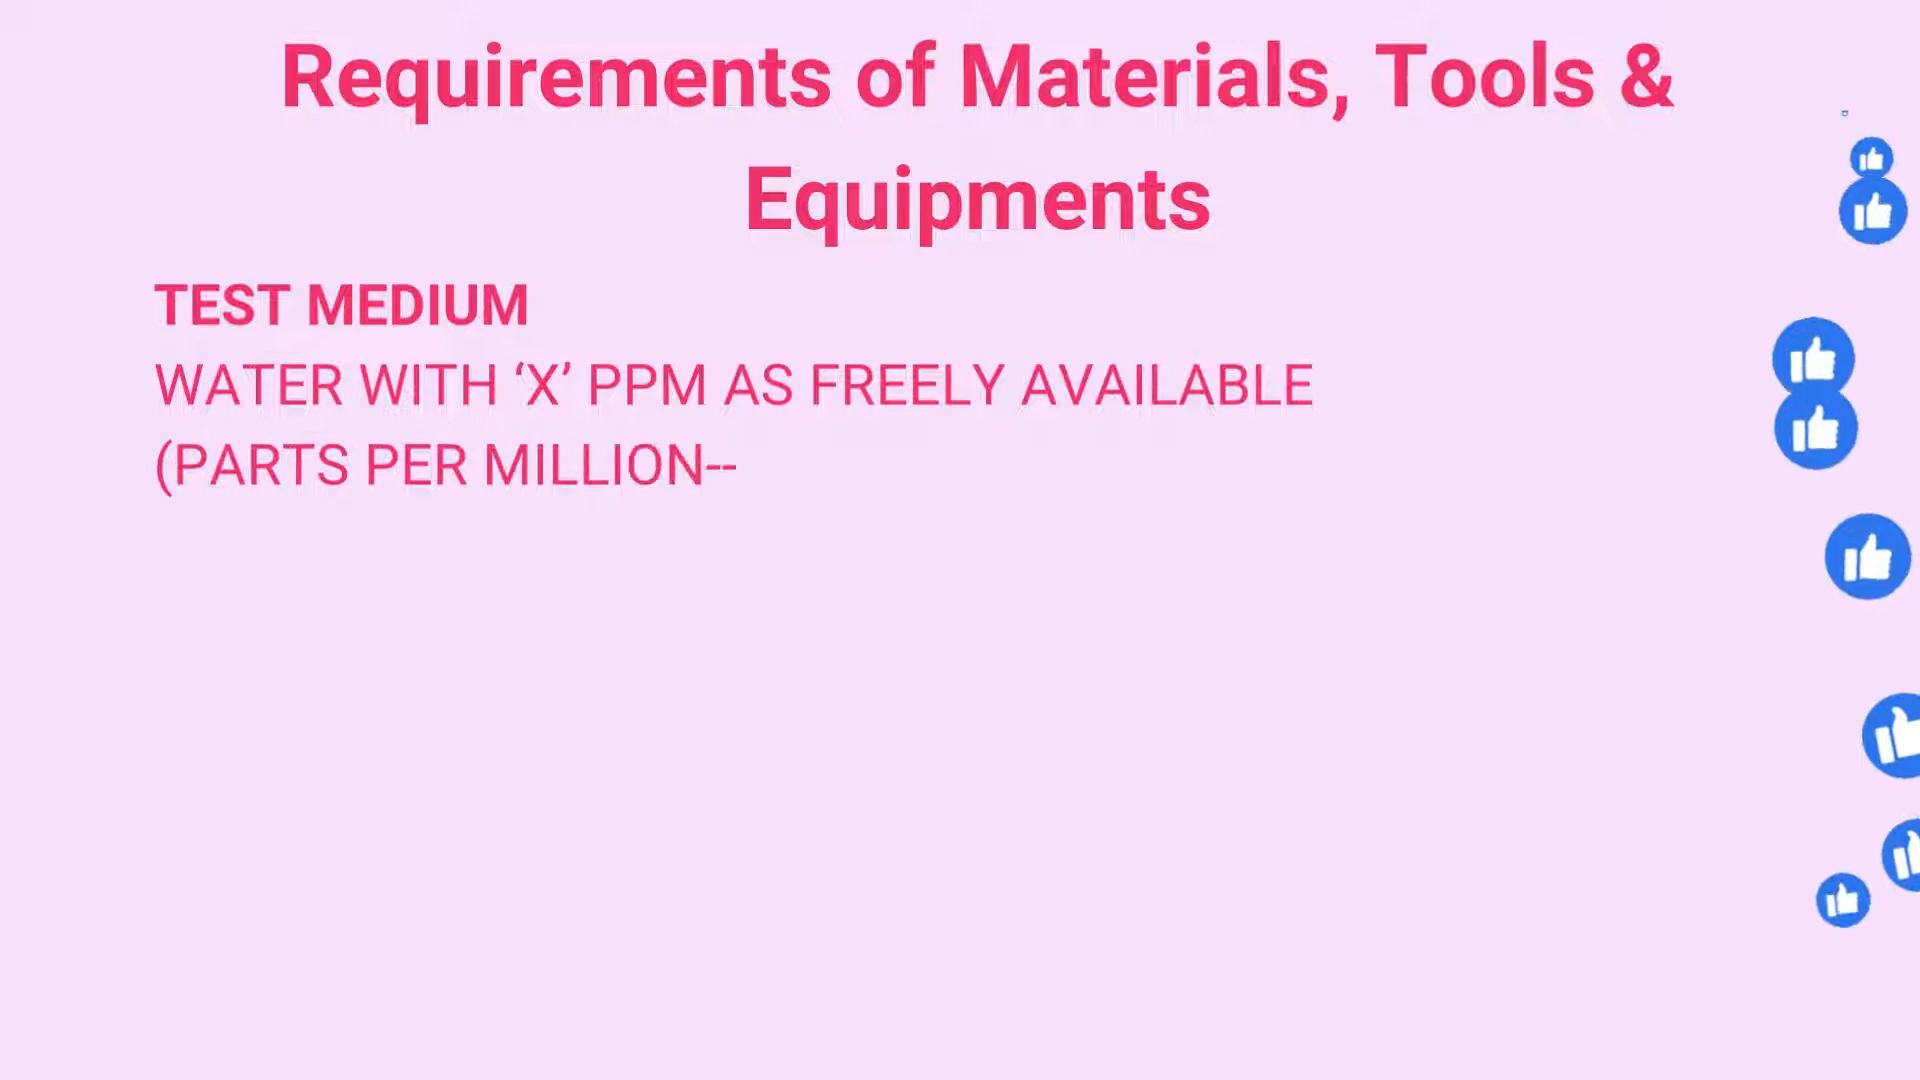 Requirements of Materials, Tools &
Equipments
TEST MEDIUM
WATER WITH ‘X’ PPM AS FREELY AVAILABLE
(PARTS PER MILLION--